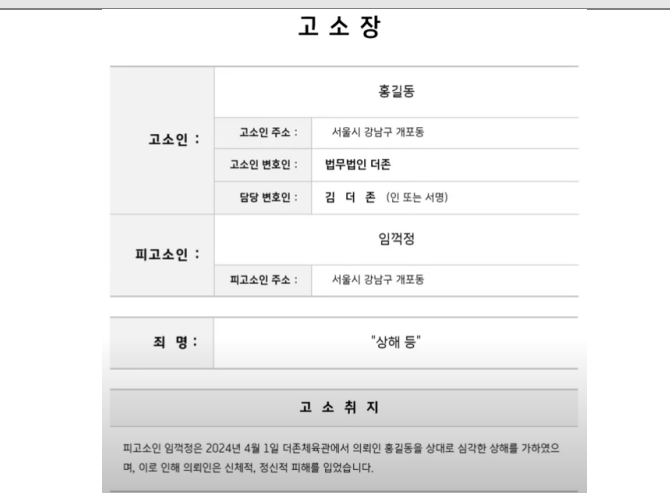 고 소 장
고소인 :
홍길동
고소인 주소 : 서울시 강남구 개포동
고소인 변호인 : 법무법인 더존
담당 변호인 : 김 더 존 (인 또는 서명)
피고소인 :
임꺽정
피고소인 주소 : 서울시 강남구 개포동
죄 명 : "상해 등"
고 소 취 지
피고소인 임꺽정은 2024년 4월 1일 더존체육관에서 의뢰인 홍길동을 상대로 심각한 상해를 가하였으
며, 이로 인해 의뢰인은 신체적, 정신적 피해를 입었습니다.